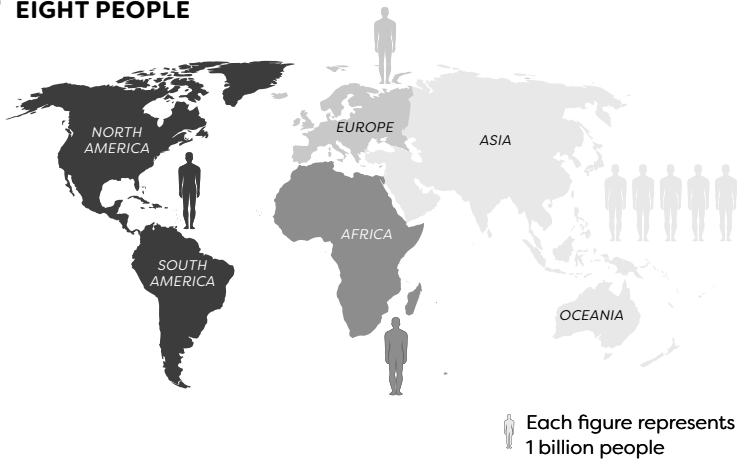 EIGHT PEOPLE
NORTH
AMERICA
EUROPE
ASIA
AFRICA
SOUTH
AMERICA
OCEANIA
Each figure represents
1 billion people